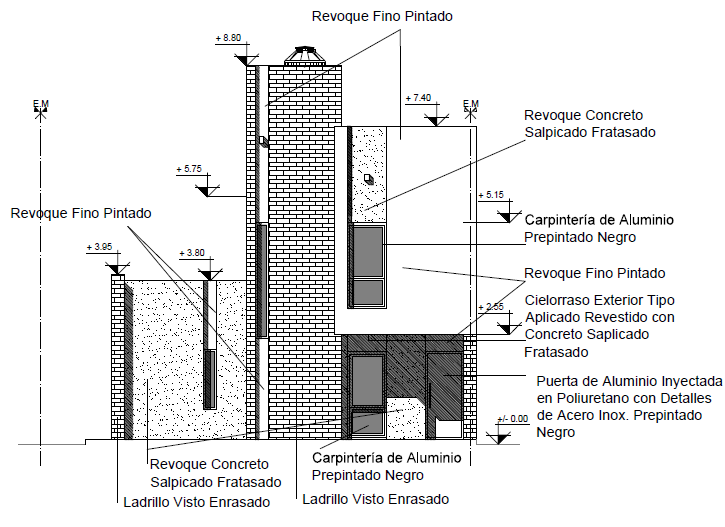 Revoque Fino Pintado
+ 8.80
+ 7.40
E.M
E.M
Revoque Concreto
Salpicado Fratasado
+ 5.75
+ 5.15
Revoque Fino Pintado
Carpintería de Aluminio
Prepintado Negro
+ 3.95
+ 3.80
Revoque Fino Pintado
Cielorraso Exterior Tipo
Aplicado Revestido con
Concreto Saplicado
Fratasado
+ 2.55
Puerta de Aluminio Inyectada
en Poliuretano con Detalles
de Acero Inox. Prepintado
Negro
+/- 0.00
Revoque Concreto
Salpicado Fratasado
Carpintería de Aluminio
Prepintado Negro
Ladrillo Visto Enrasado
Ladrillo Visto Enrasado